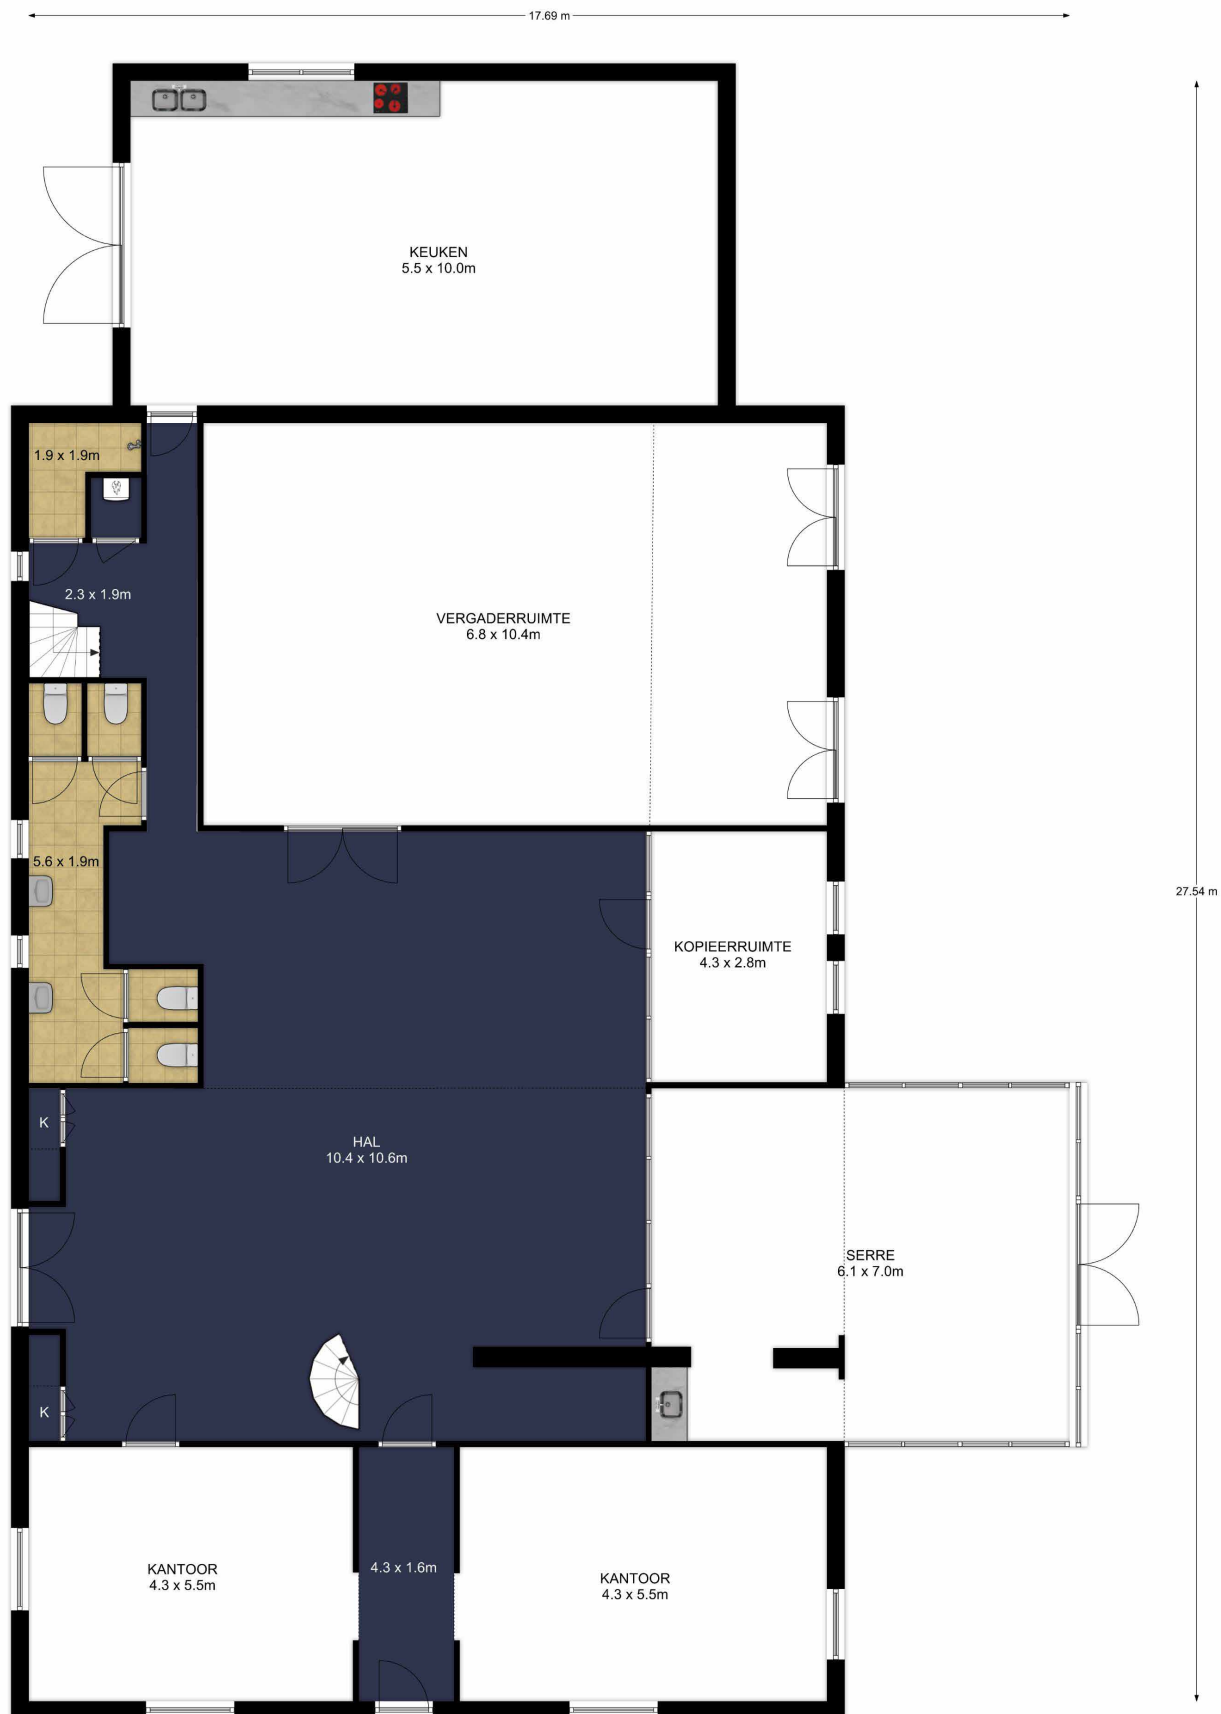 17.69 m
KEUKEN
5.5 x 10.0m
1.9 x 1.9m
2.3 x 1.9m
VERGADERRUIMTE
6.8 x 10.4m
5.6 x 1.9m
27.54 m
KOPIEERRUIMTE
4.3 x 2.8m
K
HAL
10.4 x 10.6m
SERRE
6.1 x 7.0m
K
KANTOOR
4.3 x 5.5m
4.3 x 1.6m
KANTOOR
4.3 x 5.5m